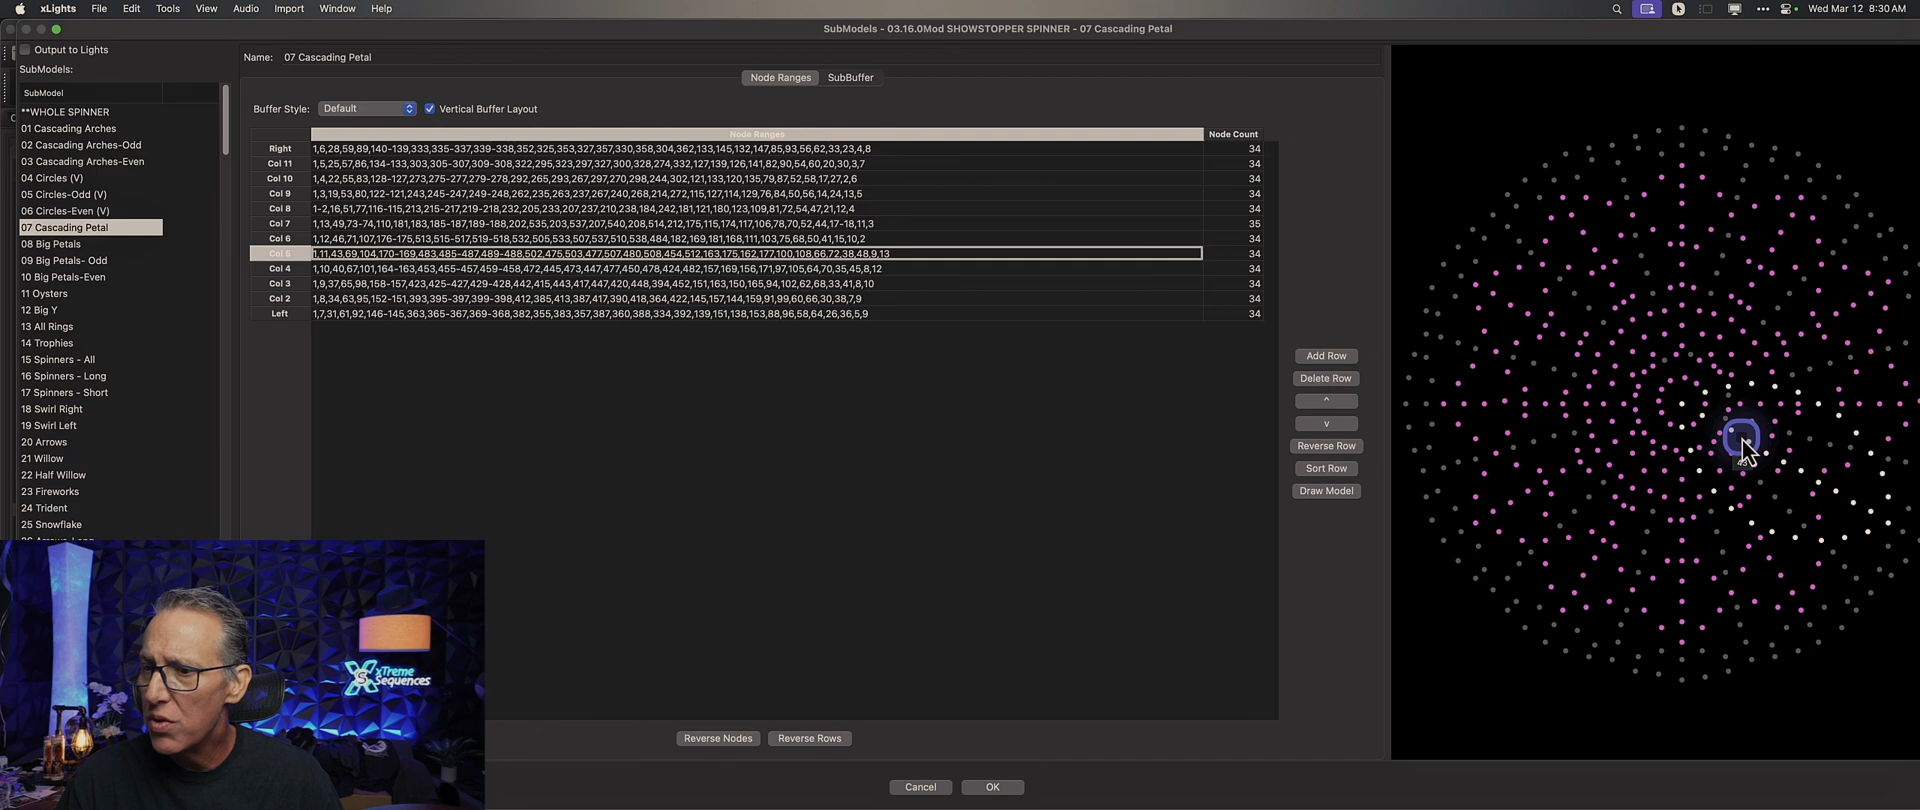 xLights File Edit Tools View Audio Import Window Help Wed Mar 12 8:30 AM
SubModels - 03.16.0Mod SHOWSTOPPER SPINNER - 07 Cascading Petal
Output to Lights
SubModels:
SubModel
**WHOLE SPINNER
01 Cascading Arches
02 Cascading Arches-Odd
03 Cascading Arches-Even
04 Circles (V)
05 Circles-Odd (V)
06 Circles-Even (V)
07 Cascading Petal
08 Big Petals
09 Big Petals- Odd
10 Big Petals-Even
11 Oysters
12 Big Y
13 All Rings
14 Trophies
15 Spinners - All
16 Spinners - Long
17 Spinners - Short
18 Swirl Right
19 Swirl Left
20 Arrows
21 Willow
22 Half Willow
23 Fireworks
24 Trident
25 Snowflake
Name: 07 Cascading Petal
Node Ranges SubBuffer
Buffer Style: Default Vertical Buffer Layout
Node Ranges Node Count
Right 1,6,28,59,89,140-139,333,335-337,339-338,352,325,353,327,357,330,358,304,362,133,145,132,147,85,93,56,62,33,23,4,8 34
Col 11 1,5,25,57,86,134-133,303,305-307,309-308,322,295,323,297,327,300,328,274,332,127,139,126,141,82,90,54,60,20,30,3,7 34
Col 10 1,4,22,55,83,128-127,273,275-277,279-278,292,265,293,267,297,270,298,244,302,121,133,120,135,79,87,52,58,17,27,2,6 34
Col 9 1,3,19,53,80,122-121,243,245-247,249-248,262,235,263,237,267,240,268,214,272,115,127,114,129,76,84,50,56,14,24,13,5 34
Col 8 1-2,16,51,77,116-115,213,215-217,219-218,232,205,233,207,237,210,238,184,242,181,121,180,123,109,81,72,54,47,21,12,4 34
Col 7 1,13,49,73-74,110,181,183,185-187,189-188,202,535,203,537,207,540,208,514,212,175,115,174,117,106,78,70,52,44,17-18,11,3 35
Col 6 1,12,46,71,107,176-175,513,515-517,519-518,532,505,533,507,537,510,538,484,182,169,181,168,111,103,75,68,50,41,15,10,2 34
Col 5 1,11,43,69,104,170-169,483,485-487,489-488,502,475,503,477,507,480,508,454,512,163,175,162,177,100,108,66,72,38,48,9,13 34
Col 4 1,10,40,67,101,164-163,453,455-457,459-458,472,445,473,447,477,450,478,424,482,157,169,156,171,97,105,64,70,35,45,8,12 34
Col 3 1,9,37,65,98,158-157,423,425-427,429-428,442,415,443,417,447,420,448,394,452,151,163,150,165,94,102,62,68,33,41,8,10 34
Col 2 1,8,34,63,95,152-151,393,395-397,399-398,412,385,413,387,417,390,418,364,422,145,157,144,159,91,99,60,66,30,38,7,9 34
Left 1,7,31,61,92,146-145,363,365-367,369-368,382,355,383,357,387,360,388,334,392,139,151,138,153,88,96,58,64,26,36,5,9 34
Add Row
Delete Row
^
v
Reverse Row
Sort Row
Draw Model
Reverse Nodes Reverse Rows
Cancel OK
xTreme
Sequences